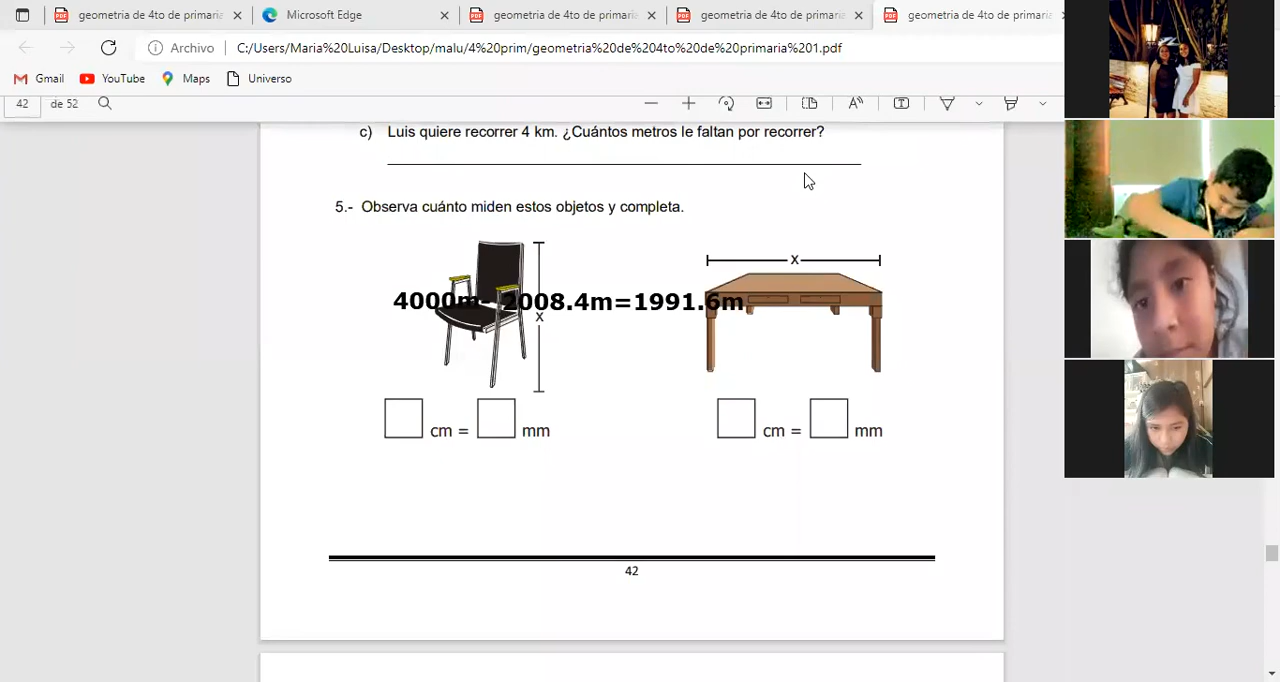 geometria de 4to de primaria
Microsoft Edge
geometria de 4to de primaria
geometria de 4to de primaria
geometria de 4to de primaria
Archivo
C:/Users/Maria%20Luisa/Desktop/malu/4%20prim/geometria%20de%204to%20de%20primaria%201.pdf
Gmail
YouTube
Maps
Universo
42 de 52
c) Luis quiere recorrer 4 km. ¿Cuántos metros le faltan por recorrer?
5.- Observa cuánto miden estos objetos y completa.
x
4000m- 2008.4m=1991.6m
x
cm = mm
cm = mm
42